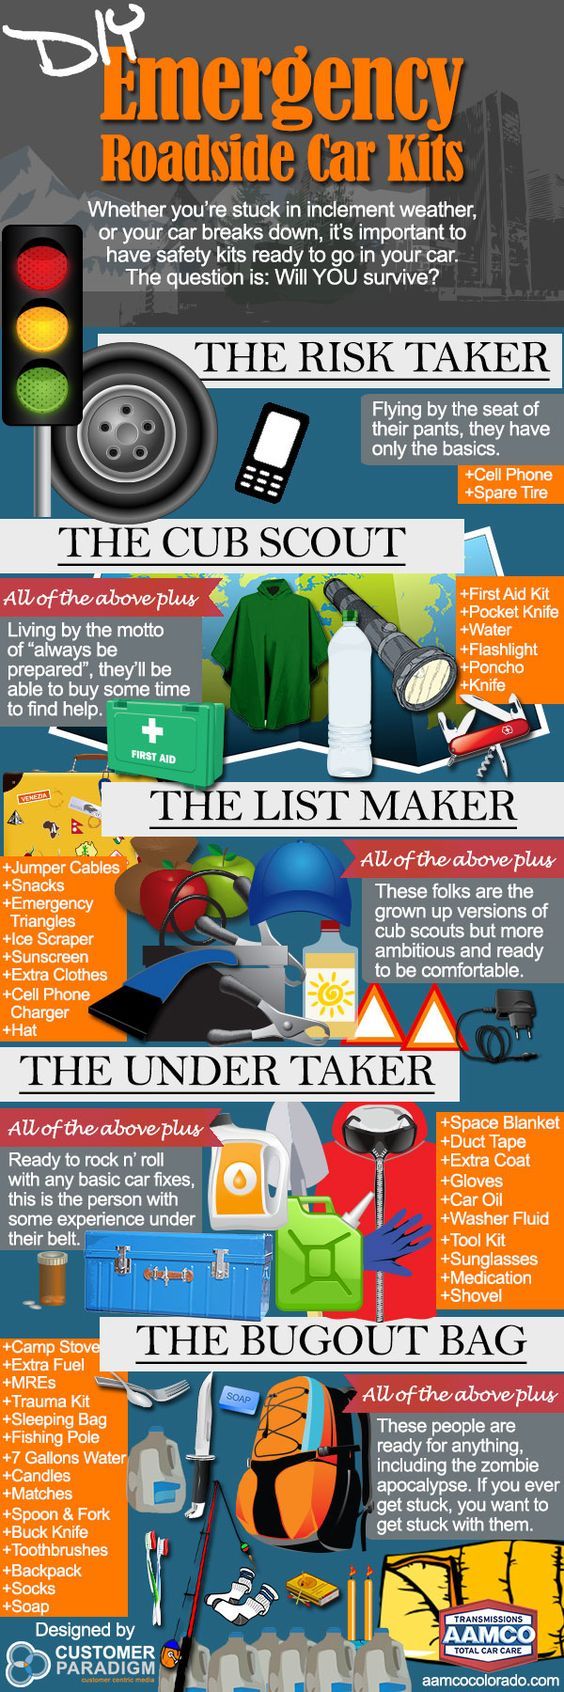 DIY
Emergency
Roadside Car Kits
Whether you're stuck in inclement weather,
or your car breaks down, it's important to
have safety kits ready to go in your car.
The question is: Will YOU survive?
THE RISK TAKER
Flying by the seat of
their pants, they have
only the basics.
+Cell Phone
+Spare Tire
THE CUB SCOUT
All of the above plus
Living by the motto
of "always be
prepared", they'll be
able to buy some time
to find help.
+First Aid Kit
+Pocket Knife
+Water
+Flashlight
+Poncho
+Knife
FIRST AID
VENEZIA
THE LIST MAKER
+Jumper Cables
+Snacks
+Emergency
Triangles
+Ice Scraper
+Sunscreen
+Extra Clothes
+Cell Phone
Charger
+Hat
All of the above plus
These folks are the
grown up versions of
cub scouts but more
ambitious and ready
to be comfortable.
THE UNDER TAKER
All of the above plus
Ready to rock n' roll
with any basic car fixes,
this is the person with
some experience under
their belt.
+Space Blanket
+Duct Tape
+Extra Coat
+Gloves
+Car Oil
+Washer Fluid
+Tool Kit
+Sunglasses
+Medication
+Shovel
THE BUGOUT BAG
+Camp Stove
+Extra Fuel
+MREs
+Trauma Kit
+Sleeping Bag
+Fishing Pole
+7 Gallons Water
+Candles
+Matches
+Spoon & Fork
+Buck Knife
+Toothbrushes
+Backpack
+Socks
+Soap
SOAP
All of the above plus
These people are
ready for anything,
including the zombie
apocalypse. If you ever
get stuck, you want to
get stuck with them.
Designed by
CUSTOMER
PARADIGM
customer centric media
TRANSMISSIONS
AAMCO
TOTAL CAR CARE
aamcocolorado.com